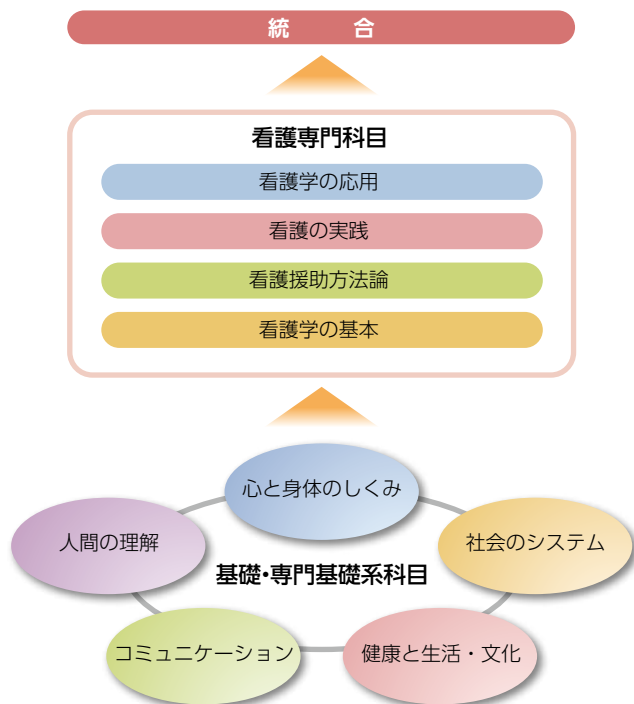 統　合
看護専門科目
看護学の応用
看護の実践
看護援助方法論
看護学の基本
心と身体のしくみ
人間の理解
社会のシステム
基礎・専門基礎系科目
コミュニケーション
健康と生活・文化